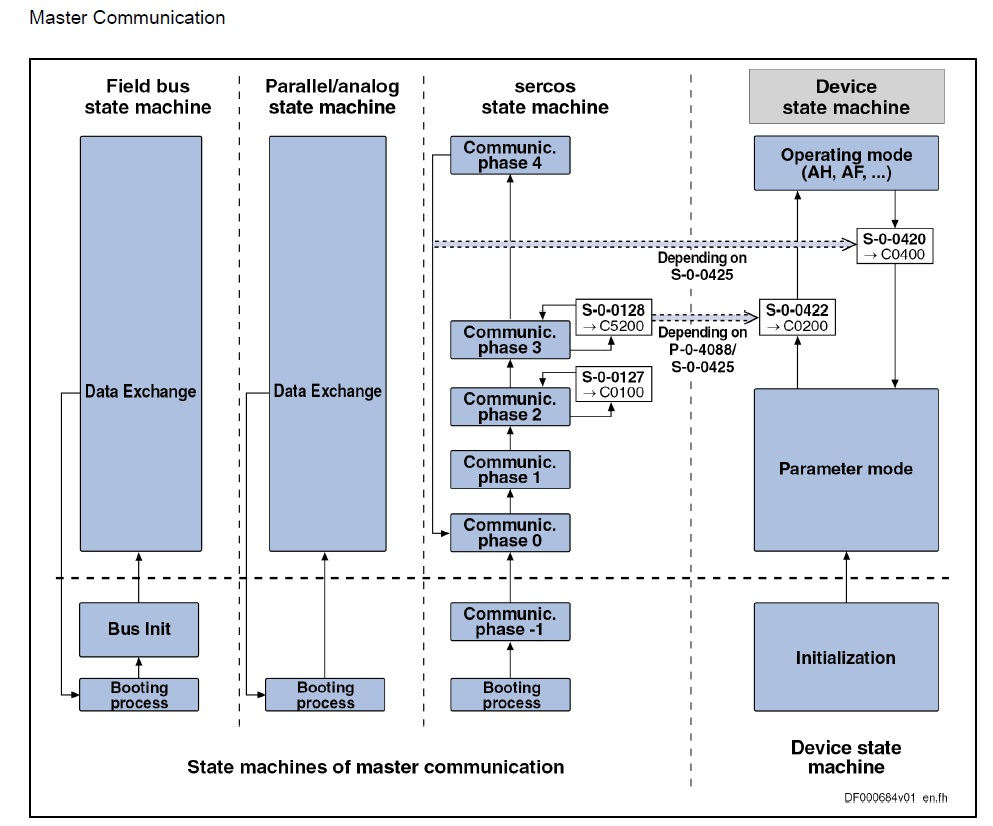 Master Communication
Field bus
state machine
Parallel/analog
state machine
sercos
state machine
Device
state machine
Communic.
phase 4
Operating mode
(AH, AF, ...)
S-0-0420
→ C0400
Depending on
S-0-0425
S-0-0128
→ C5200
S-0-0422
→ C0200
Communic.
phase 3
Depending on
P-0-4088/
S-0-0425
S-0-0127
→ C0100
Data Exchange
Data Exchange
Communic.
phase 2
Communic.
phase 1
Parameter mode
Communic.
phase 0
Bus Init
Communic.
phase -1
Initialization
Booting
process
Booting
process
Booting
process
State machines of master communication
Device state
machine
DF000684v01 en.fh